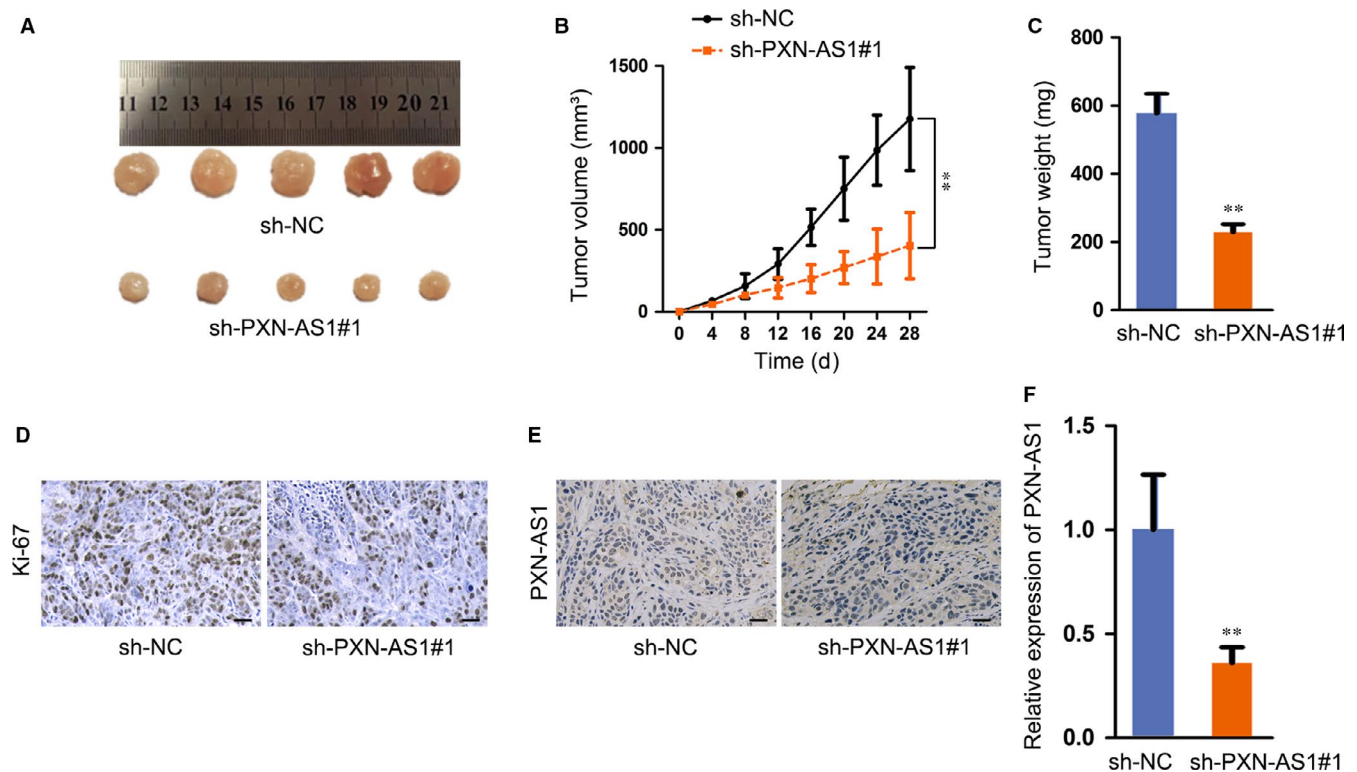 A
11 12 13 14 15 16 17 18 19 20 21
sh-NC
sh-PXN-AS1#1
B
sh-NC
sh-PXN-AS1#1
Tumor volume (mm³)
1500
1000
500
0
**
0 4 8 12 16 20 24 28
Time (d)
C
Tumor weight (mg)
800
600
400
200
0
**
sh-NC sh-PXN-AS1#1
D
Ki-67
sh-NC sh-PXN-AS1#1
E
PXN-AS1
sh-NC sh-PXN-AS1#1
F
Relative expression of PXN-AS1
1.5
1.0
0.5
0.0
**
sh-NC sh-PXN-AS1#1